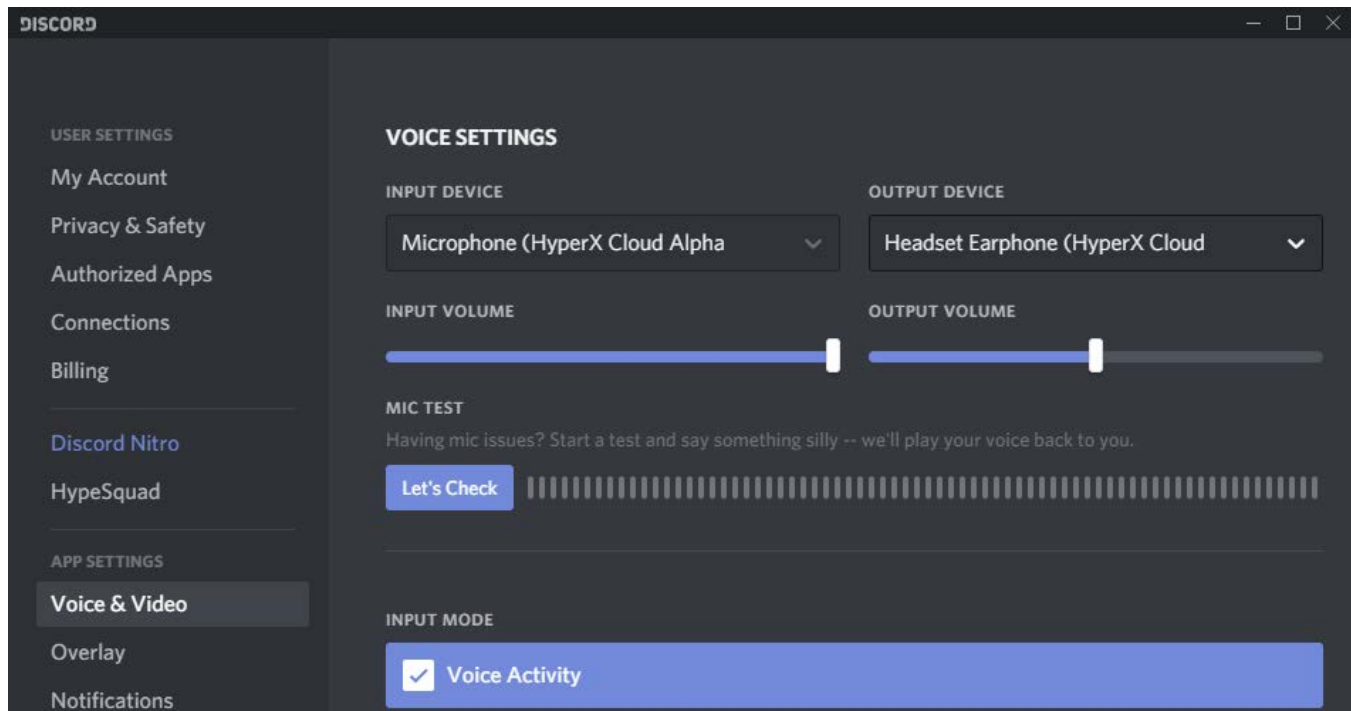 DISCORD
USER SETTINGS
My Account
Privacy & Safety
Authorized Apps
Connections
Billing
Discord Nitro
HypeSquad
APP SETTINGS
Voice & Video
Overlay
Notifications
VOICE SETTINGS
INPUT DEVICE
Microphone (HyperX Cloud Alpha
OUTPUT DEVICE
Headset Earphone (HyperX Cloud
INPUT VOLUME
OUTPUT VOLUME
MIC TEST
Having mic issues? Start a test and say something silly -- we'll play your voice back to you.
Let's Check
INPUT MODE
Voice Activity